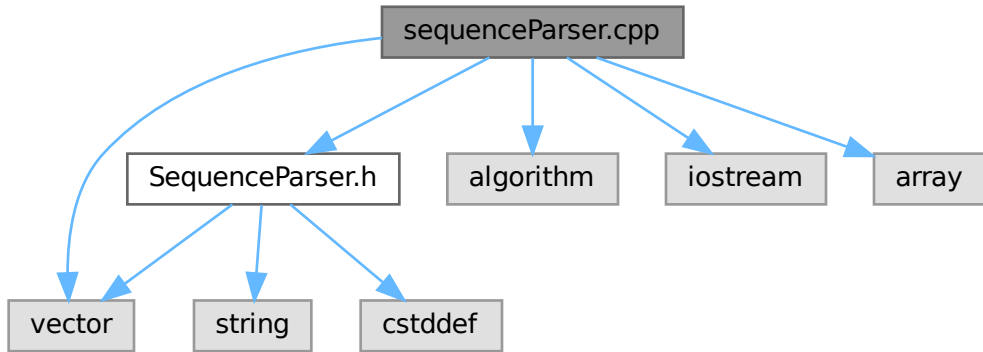 sequenceParser.cpp
SequenceParser.h
algorithm
iostream
array
vector
string
cstddef